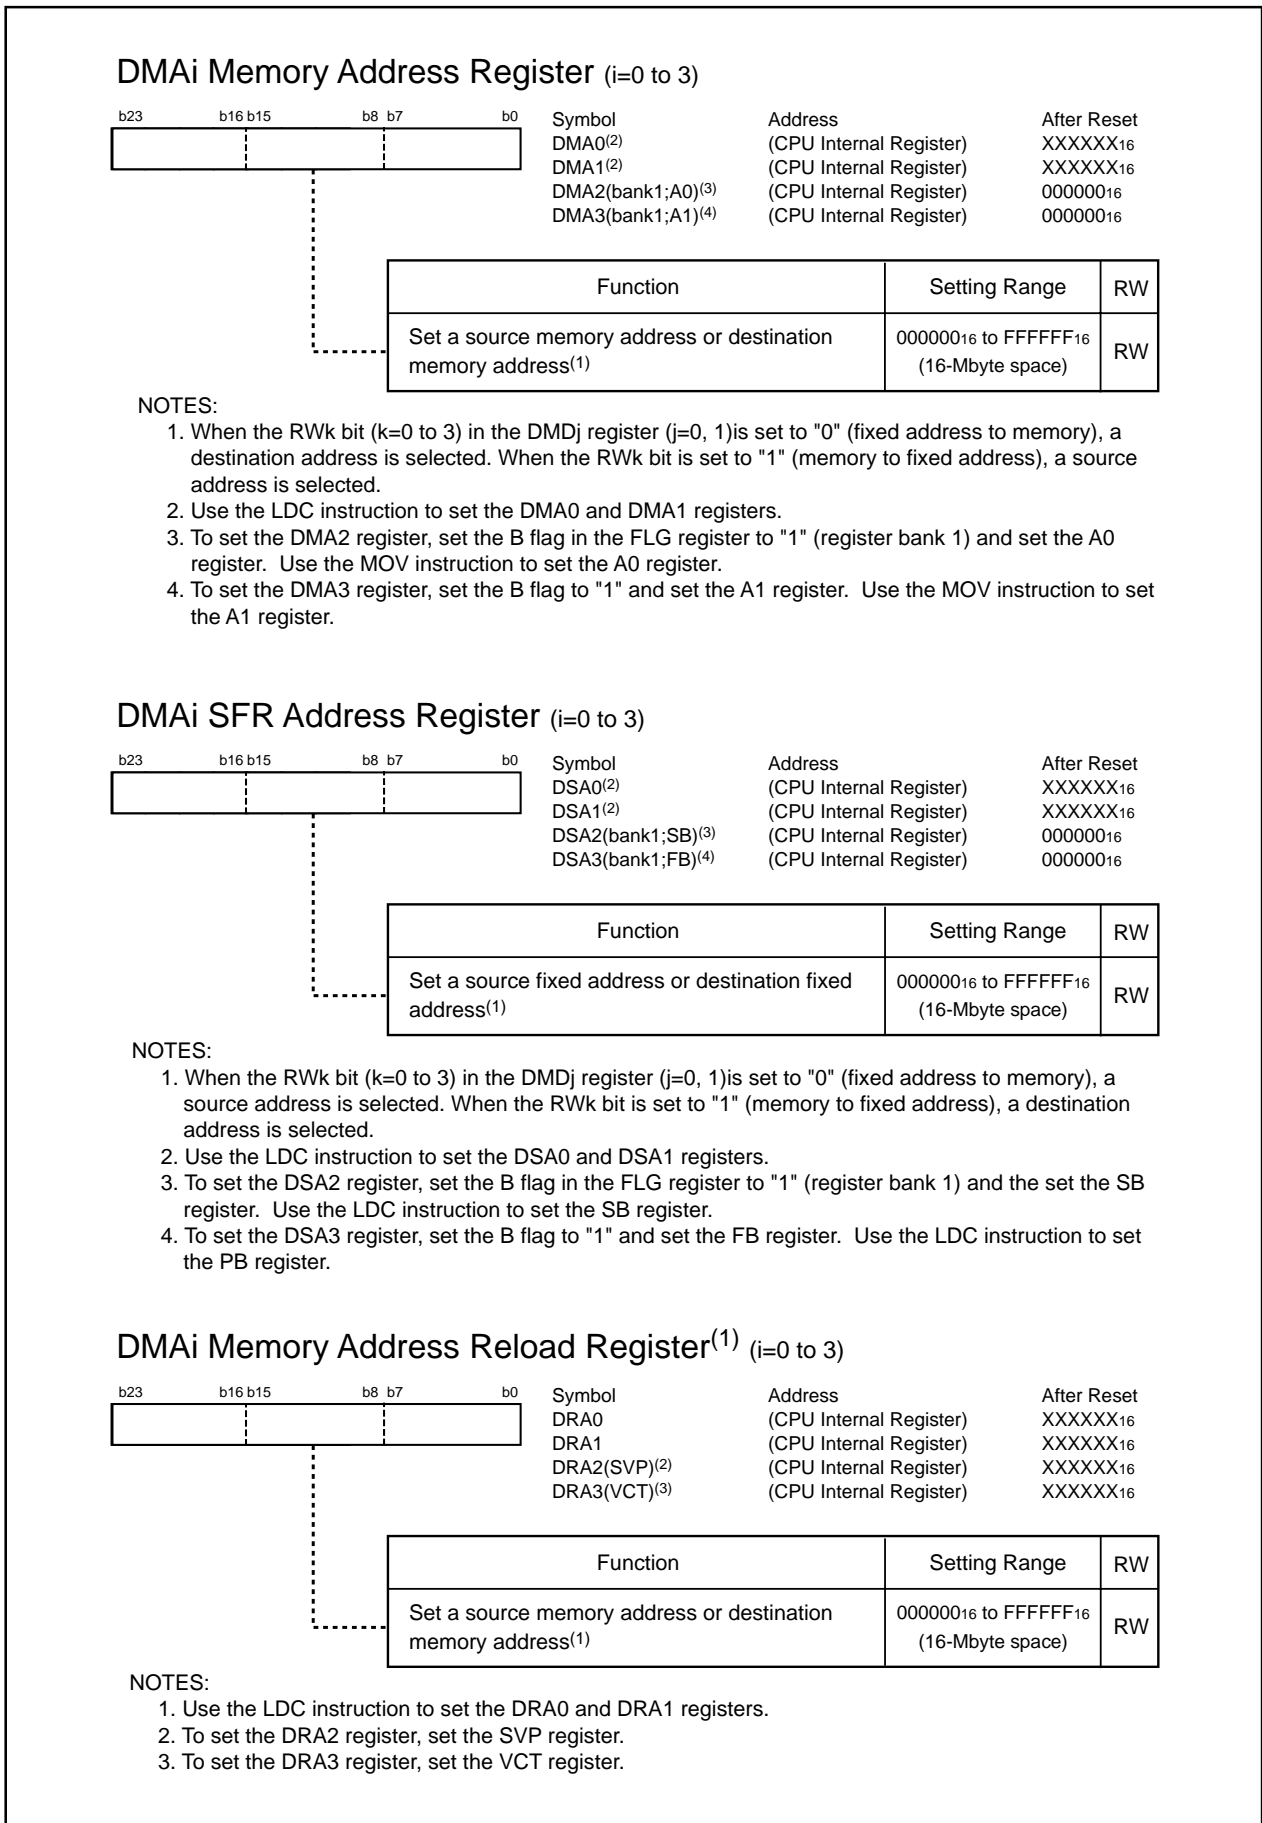 DMAi Memory Address Register (i=0 to 3)
b23 b16 b15 b8 b7 b0
Symbol Address After Reset
DMA0(2) (CPU Internal Register) XXXXXX16
DMA1(2) (CPU Internal Register) XXXXXX16
DMA2(bank1;A0)(3) (CPU Internal Register) 00000016
DMA3(bank1;A1)(4) (CPU Internal Register) 00000016
Function Setting Range RW
Set a source memory address or destination 00000016 to FFFFFF16
memory address(1) (16-Mbyte space) RW
NOTES:
1. When the RWk bit (k=0 to 3) in the DMDj register (j=0, 1)is set to "0" (fixed address to memory), a
destination address is selected. When the RWk bit is set to "1" (memory to fixed address), a source
address is selected.
2. Use the LDC instruction to set the DMA0 and DMA1 registers.
3. To set the DMA2 register, set the B flag in the FLG register to "1" (register bank 1) and set the A0
register. Use the MOV instruction to set the A0 register.
4. To set the DMA3 register, set the B flag to "1" and set the A1 register. Use the MOV instruction to set
the A1 register.
DMAi SFR Address Register (i=0 to 3)
b23 b16 b15 b8 b7 b0
Symbol Address After Reset
DSA0(2) (CPU Internal Register) XXXXXX16
DSA1(2) (CPU Internal Register) XXXXXX16
DSA2(bank1;SB)(3) (CPU Internal Register) 00000016
DSA3(bank1;FB)(4) (CPU Internal Register) 00000016
Function Setting Range RW
Set a source fixed address or destination fixed 00000016 to FFFFFF16
address(1) (16-Mbyte space) RW
NOTES:
1. When the RWk bit (k=0 to 3) in the DMDj register (j=0, 1)is set to "0" (fixed address to memory), a
source address is selected. When the RWk bit is set to "1" (memory to fixed address), a destination
address is selected.
2. Use the LDC instruction to set the DSA0 and DSA1 registers.
3. To set the DSA2 register, set the B flag in the FLG register to "1" (register bank 1) and the set the SB
register. Use the LDC instruction to set the SB register.
4. To set the DSA3 register, set the B flag to "1" and set the FB register. Use the LDC instruction to set
the PB register.
DMAi Memory Address Reload Register(1) (i=0 to 3)
b23 b16 b15 b8 b7 b0
Symbol Address After Reset
DRA0 (CPU Internal Register) XXXXXX16
DRA1 (CPU Internal Register) XXXXXX16
DRA2(SVP)(2) (CPU Internal Register) XXXXXX16
DRA3(VCT)(3) (CPU Internal Register) XXXXXX16
Function Setting Range RW
Set a source memory address or destination 00000016 to FFFFFF16
memory address(1) (16-Mbyte space) RW
NOTES:
1. Use the LDC instruction to set the DRA0 and DRA1 registers.
2. To set the DRA2 register, set the SVP register.
3. To set the DRA3 register, set the VCT register.